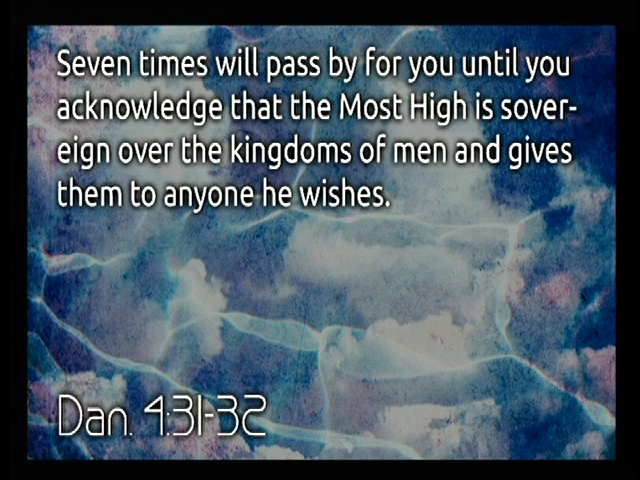 Seven times will pass by for you until you
acknowledge that the Most High is sover-
eign over the kingdoms of men and gives
them to anyone he wishes.
Dan. 4:31-32